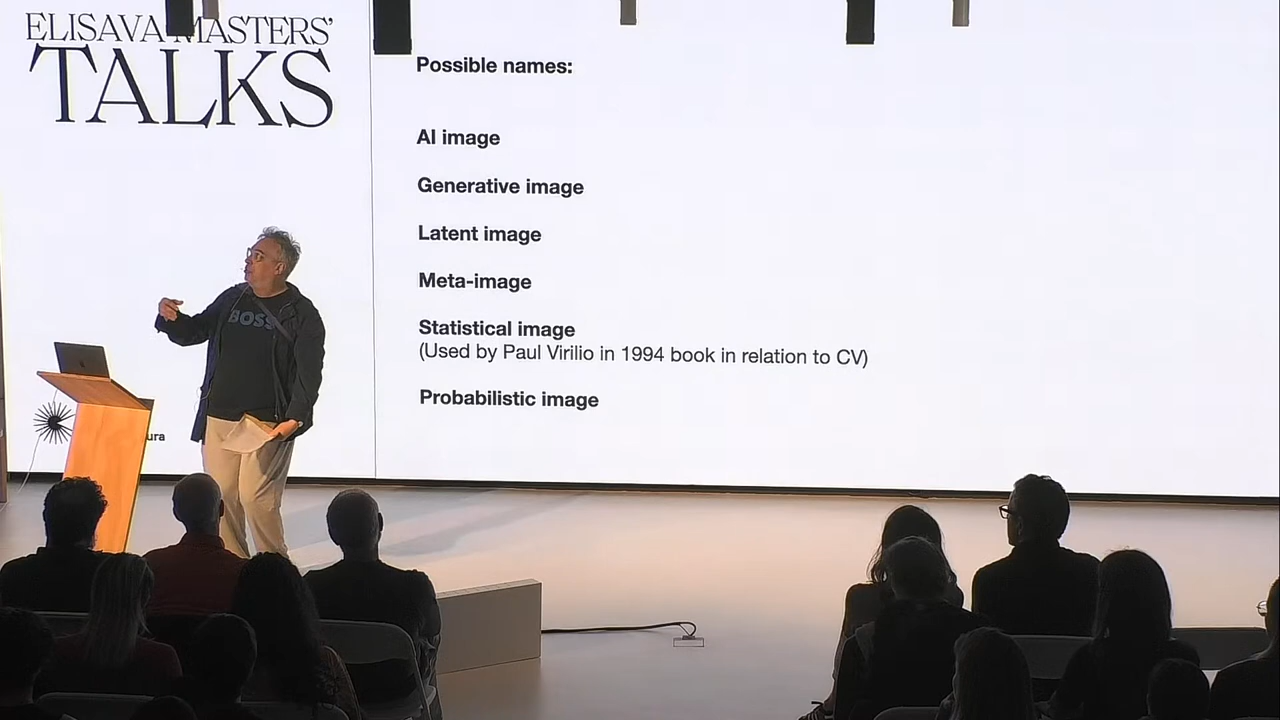 ELISAVA MASTERS'
TALKS
Possible names:
AI image
Generative image
Latent image
Meta-image
Statistical image
(Used by Paul Virilio in 1994 book in relation to CV)
Probabilistic image
BOSS
ura